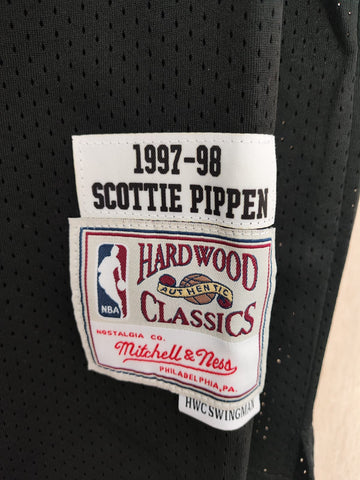 1997-98
SCOTTIE PIPPEN
NBA
HARDWOOD
AUTHENTIC
CLASSICS
NOSTALGIA CO.
Mitchell & Ness
PHILADELPHIA, PA.
HWC SWINGMAN